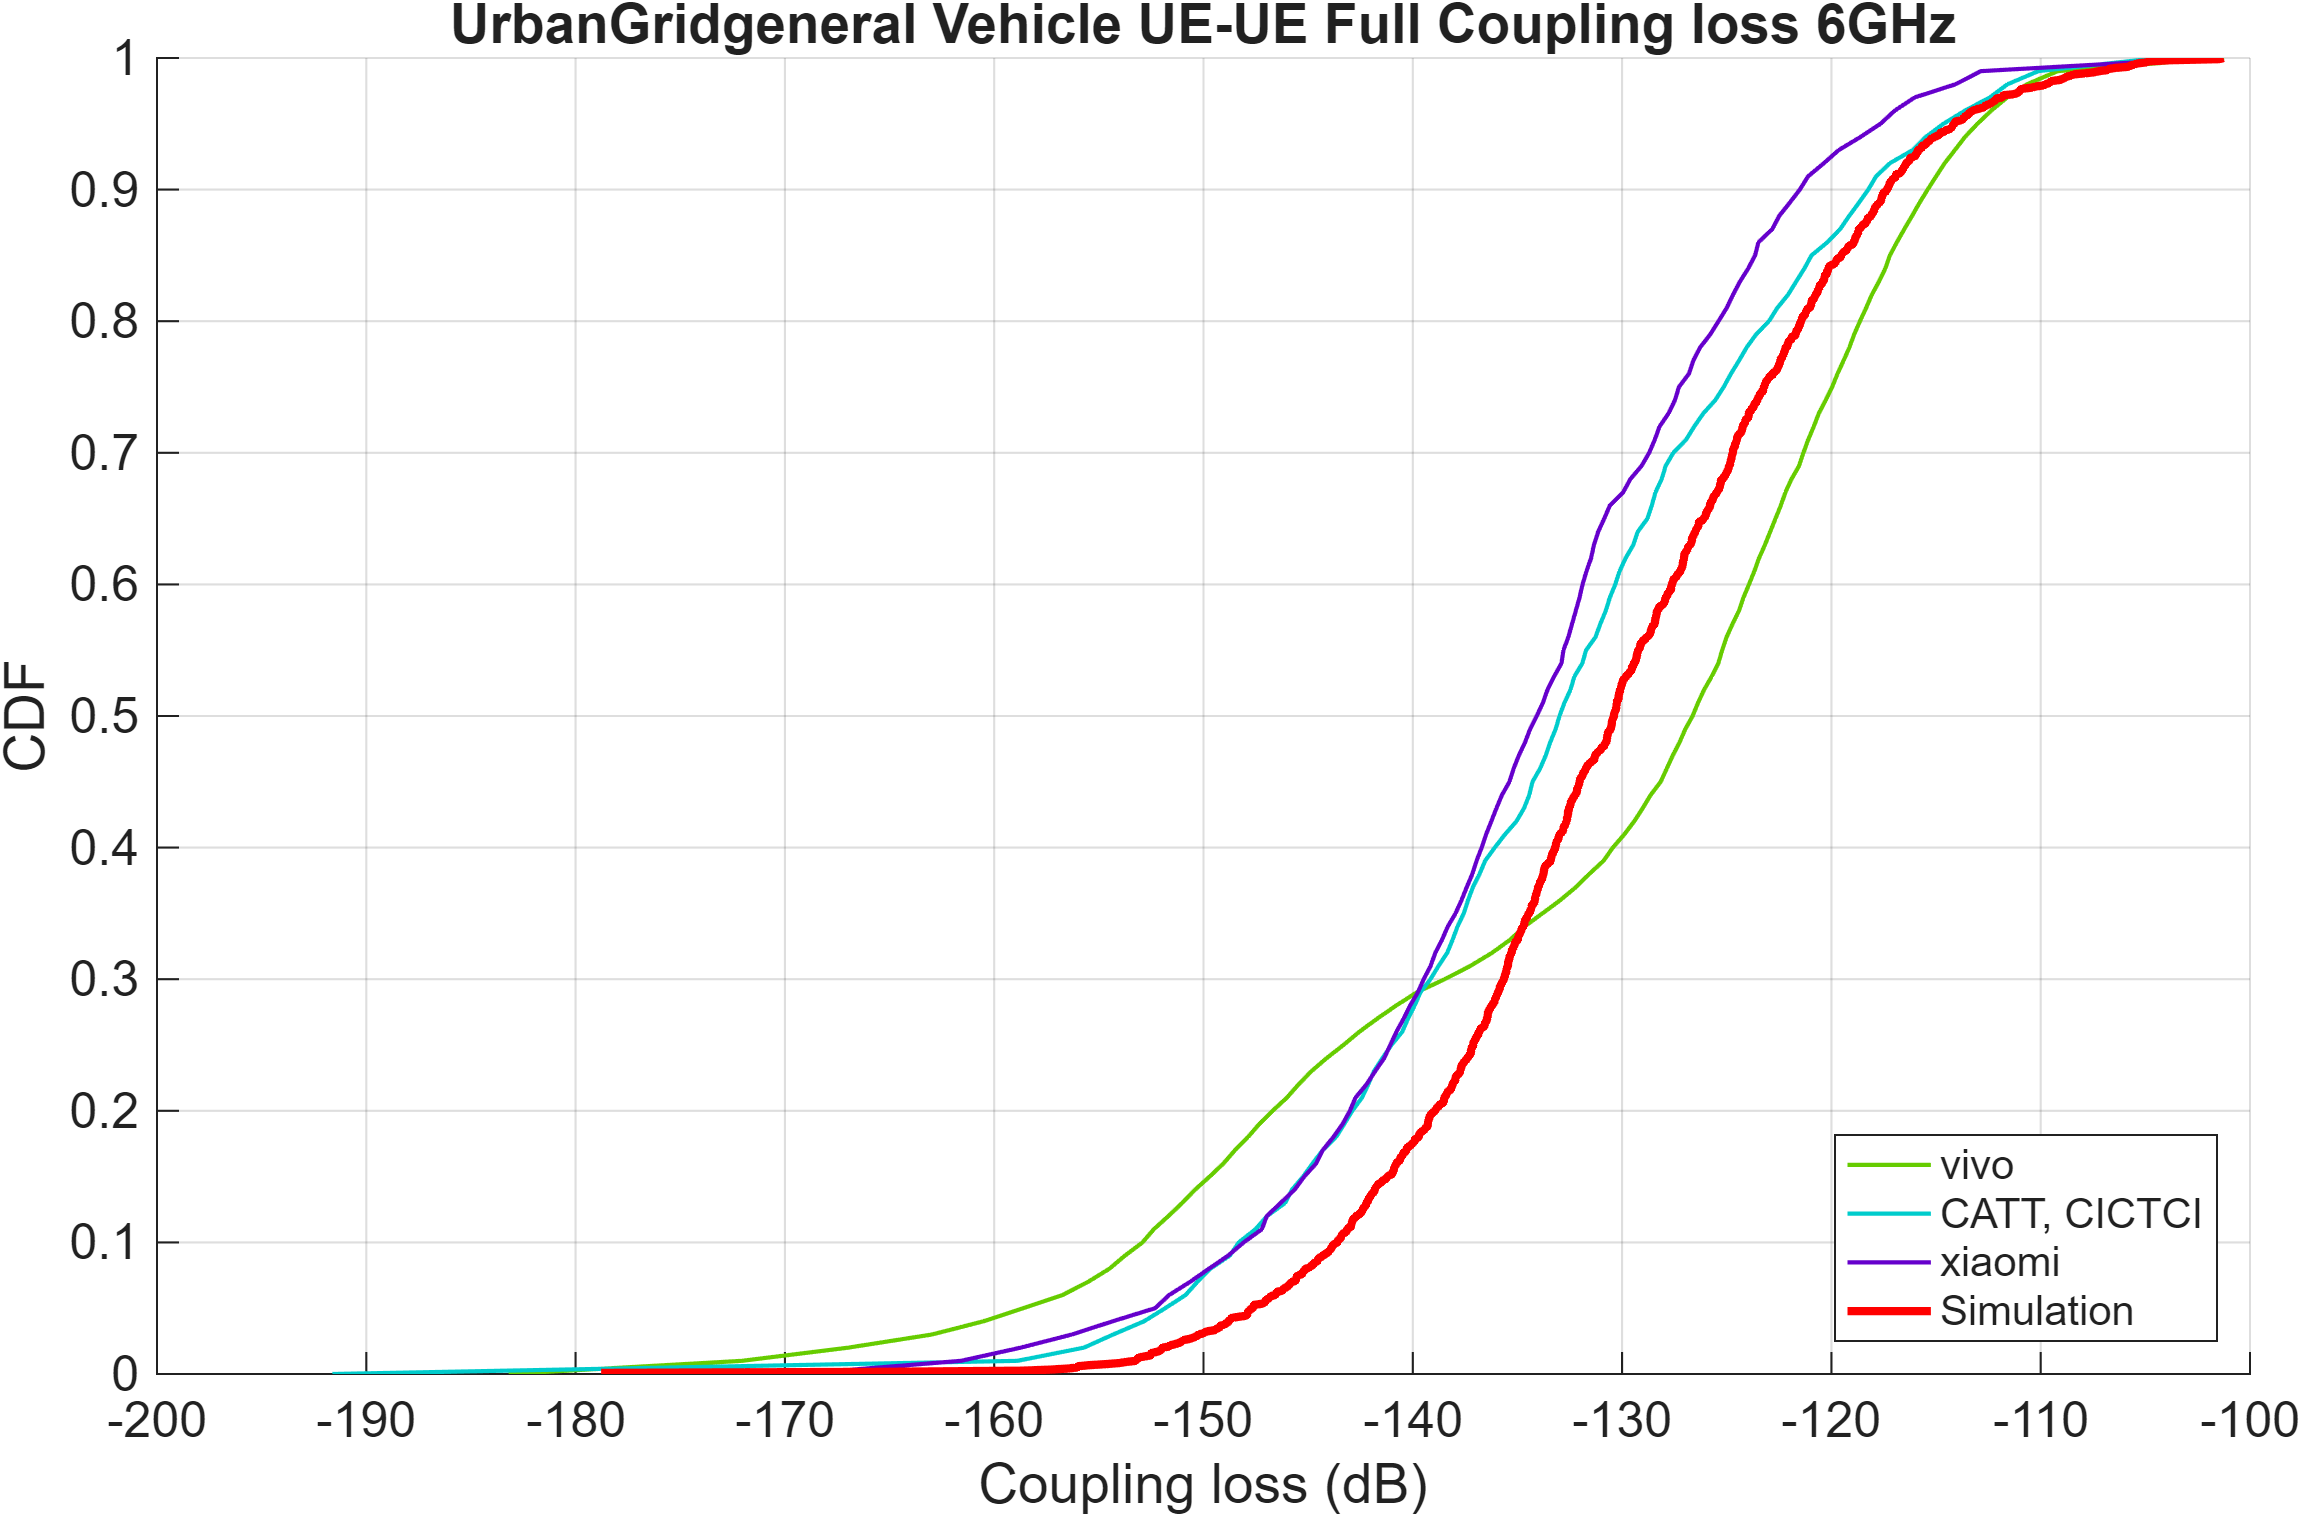 UrbanGridgeneral Vehicle UE-UE Full Coupling loss 6GHz
1
0.9
0.8
0.7
0.6
0.5
0.4
0.3
0.2
0.1
0
CDF
-200 -190 -180 -170 -160 -150 -140 -130 -120 -110 -100
Coupling loss (dB)
vivo
CATT, CICTCI
xiaomi
Simulation